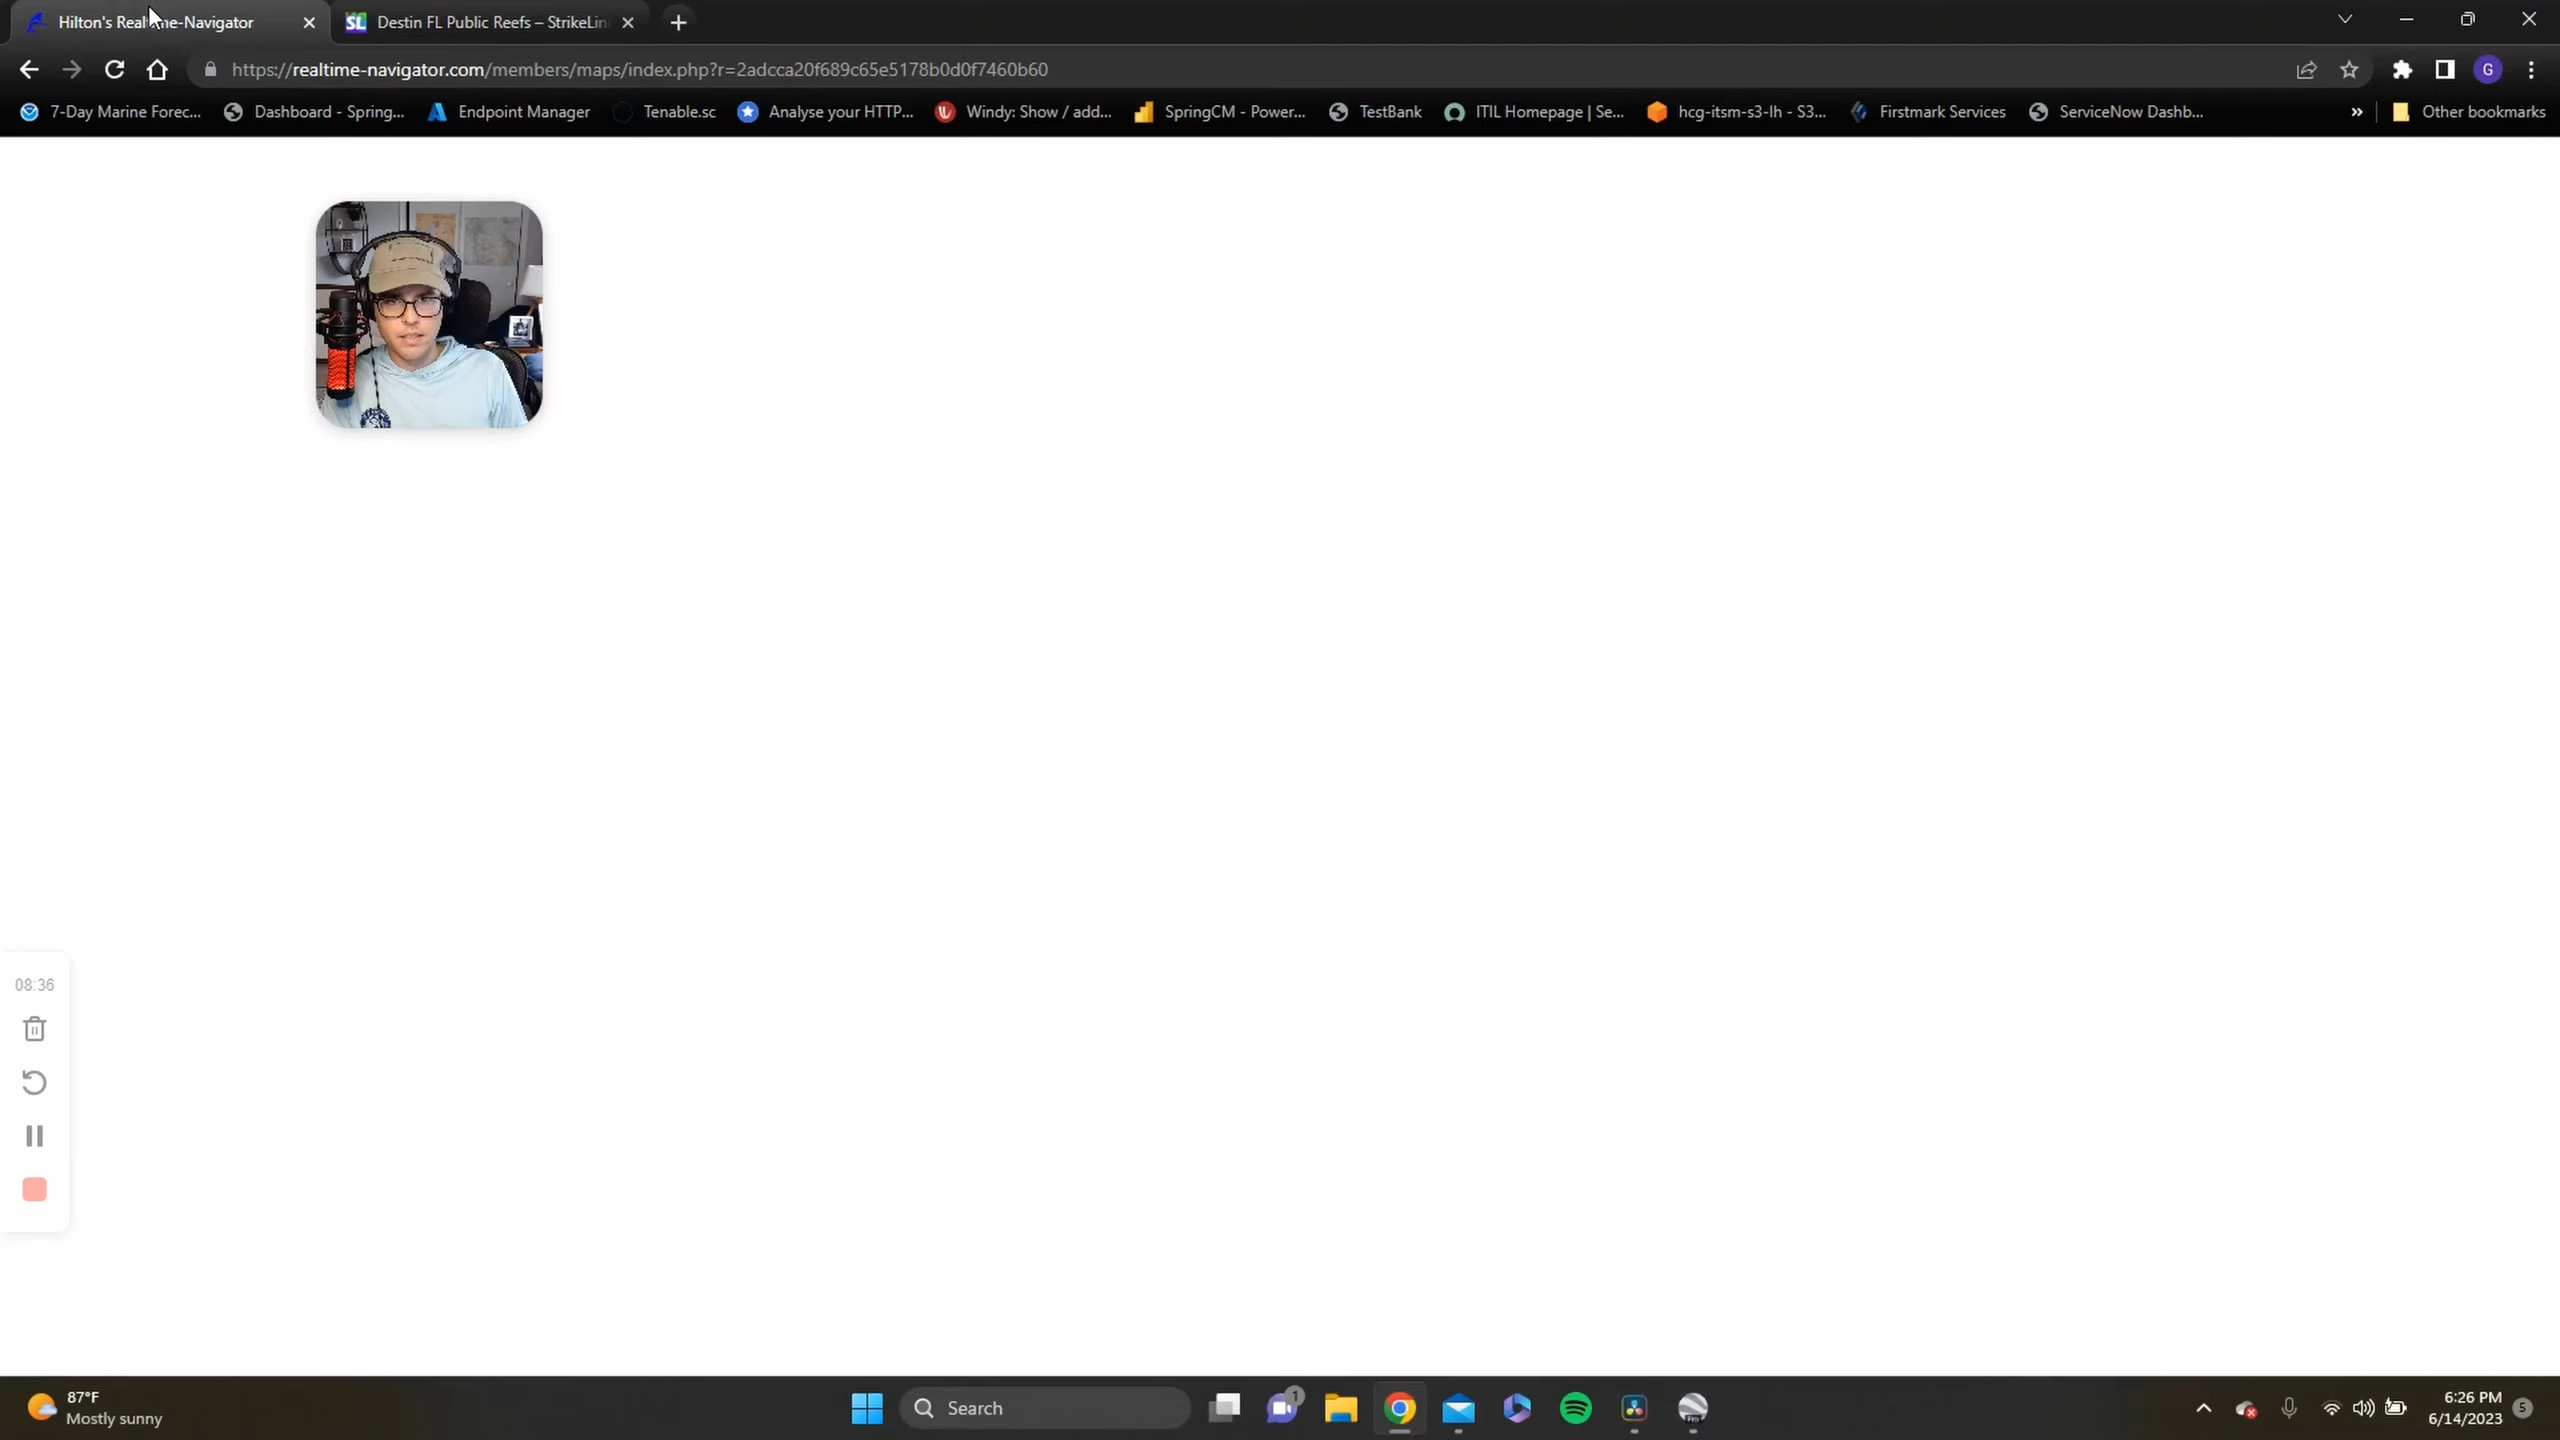 Hilton's Realtime-Navigator
SL Destin FL Public Reefs – StrikeLin
https://realtime-navigator.com/members/maps/index.php?r=2adcca20f689c65e5178b0d0f7460b60
G
7-Day Marine Forec...
Dashboard - Spring...
Endpoint Manager
Tenable.sc
Analyse your HTTP...
Windy: Show / add...
SpringCM - Power...
TestBank
ITIL Homepage | Se...
hcg-itsm-s3-lh - S3...
Firstmark Services
ServiceNow Dashb...
»
Other bookmarks
08:36
87°F
Mostly sunny
Search
1
6:26 PM
6/14/2023
5